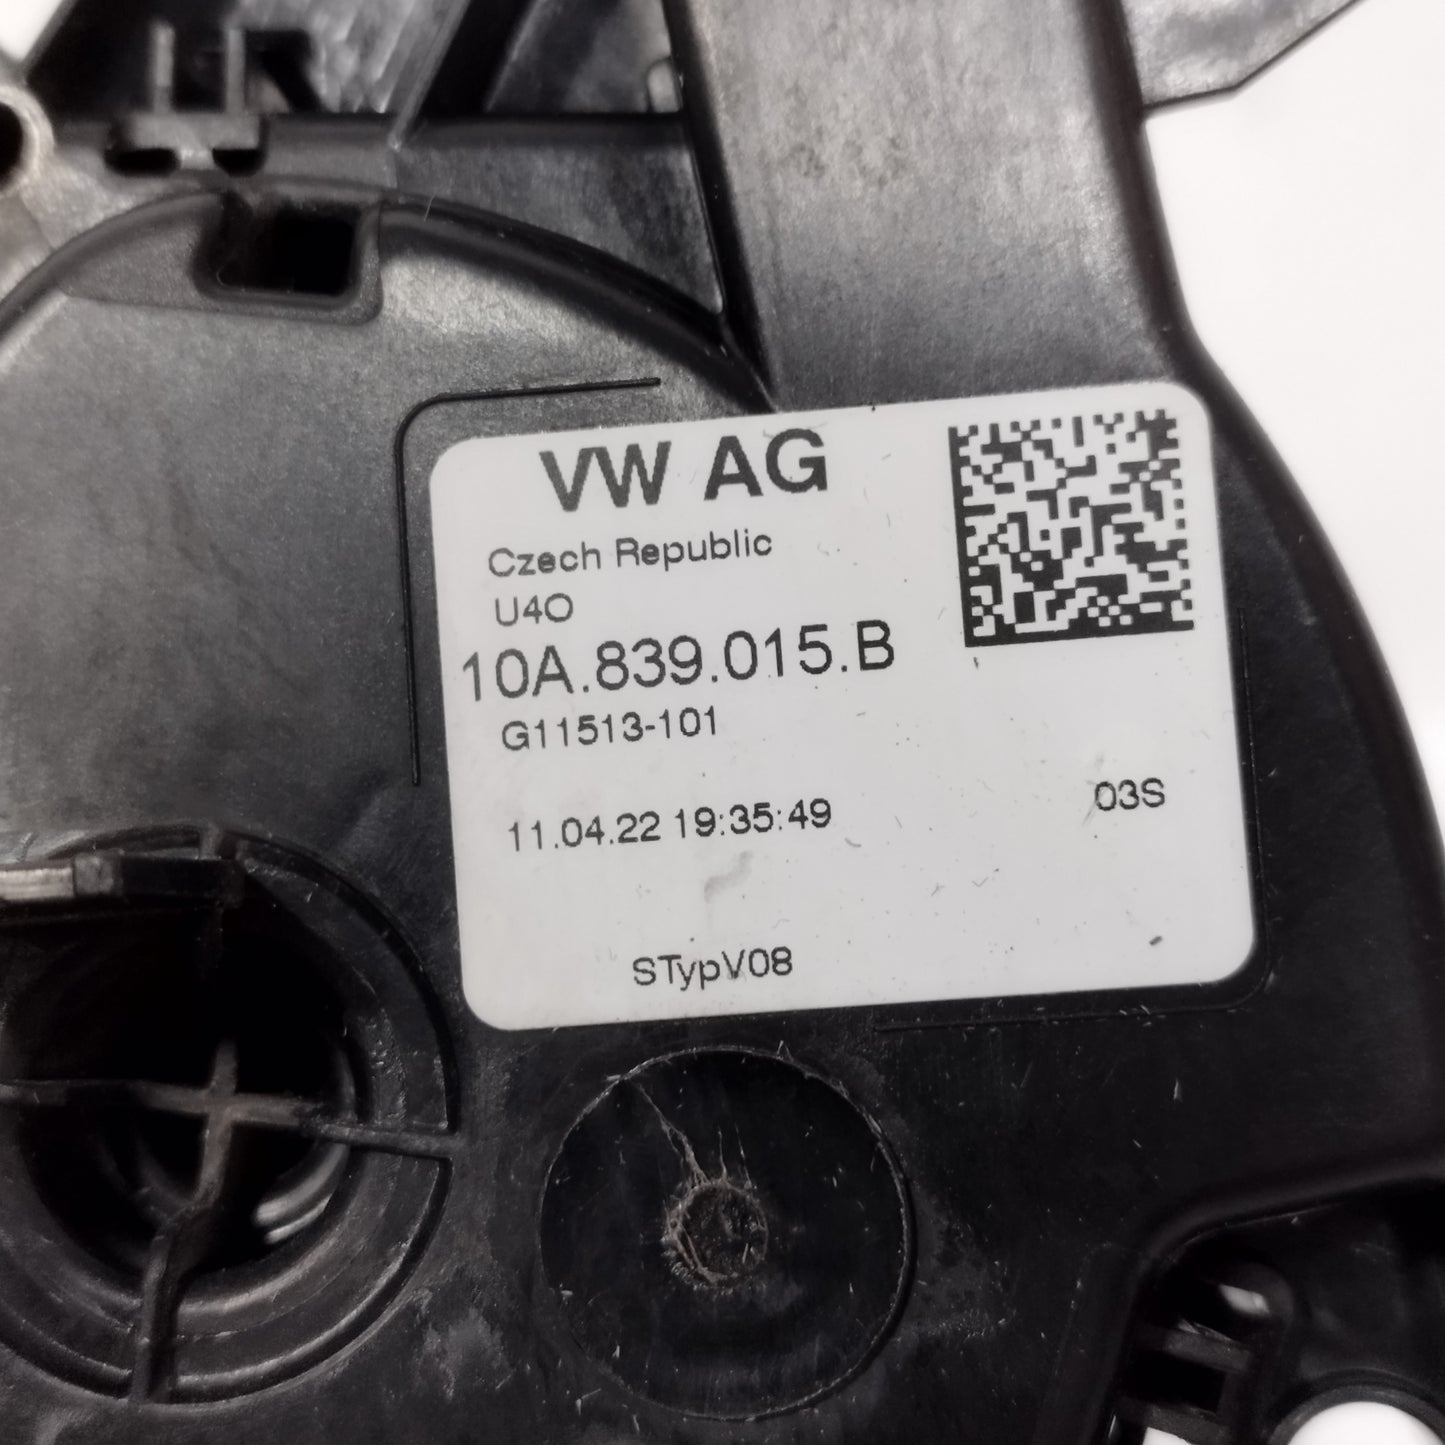 VW AG
Czech Republic
U4O
10A.839.015.B
G11513-101
11.04.22 19:35:49
03S
STypV08